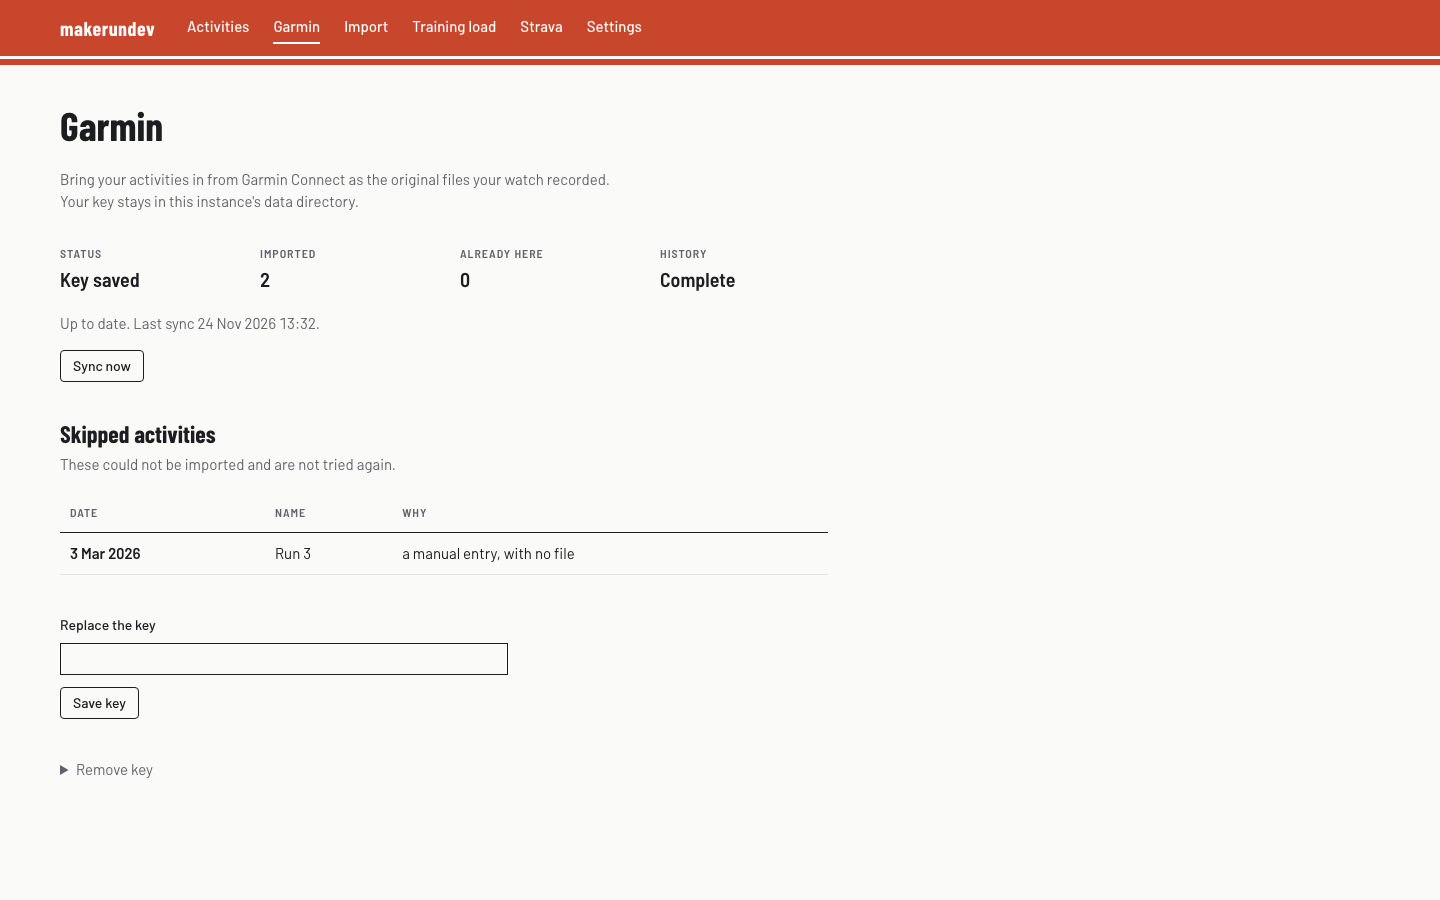 makerundev Activities Garmin Import Training load Strava Settings
Garmin
Bring your activities in from Garmin Connect as the original files your watch recorded.
Your key stays in this instance's data directory.
STATUS IMPORTED ALREADY HERE HISTORY
Key saved 2 0 Complete
Up to date. Last sync 24 Nov 2026 13:32.
Sync now
Skipped activities
These could not be imported and are not tried again.
DATE NAME WHY
3 Mar 2026 Run 3 a manual entry, with no file
Replace the key
Save key
Remove key